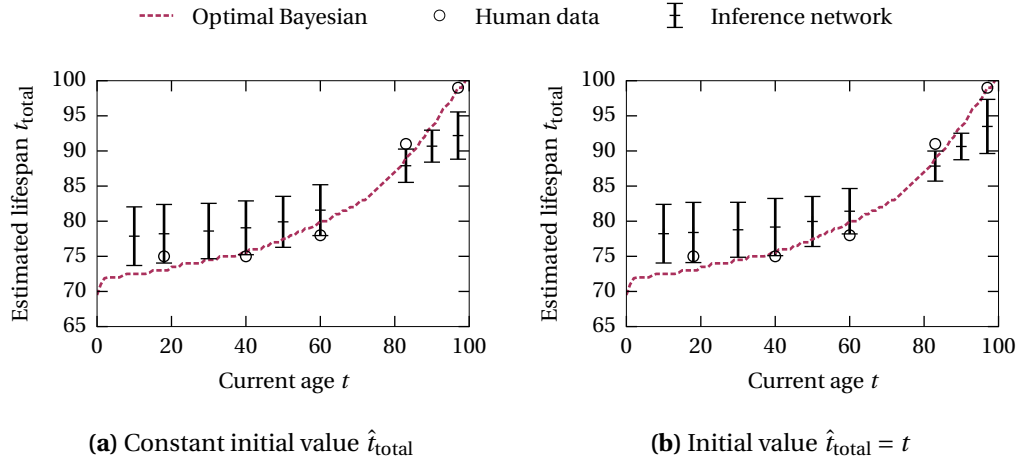 Optimal Bayesian Human data Inference network
100
95
90
85
80
75
70
65
0 20 40 60 80 100
Estimated lifespan t_total
Current age t
(a) Constant initial value t̂_total
100
95
90
85
80
75
70
65
0 20 40 60 80 100
Estimated lifespan t_total
Current age t
(b) Initial value t̂_total = t